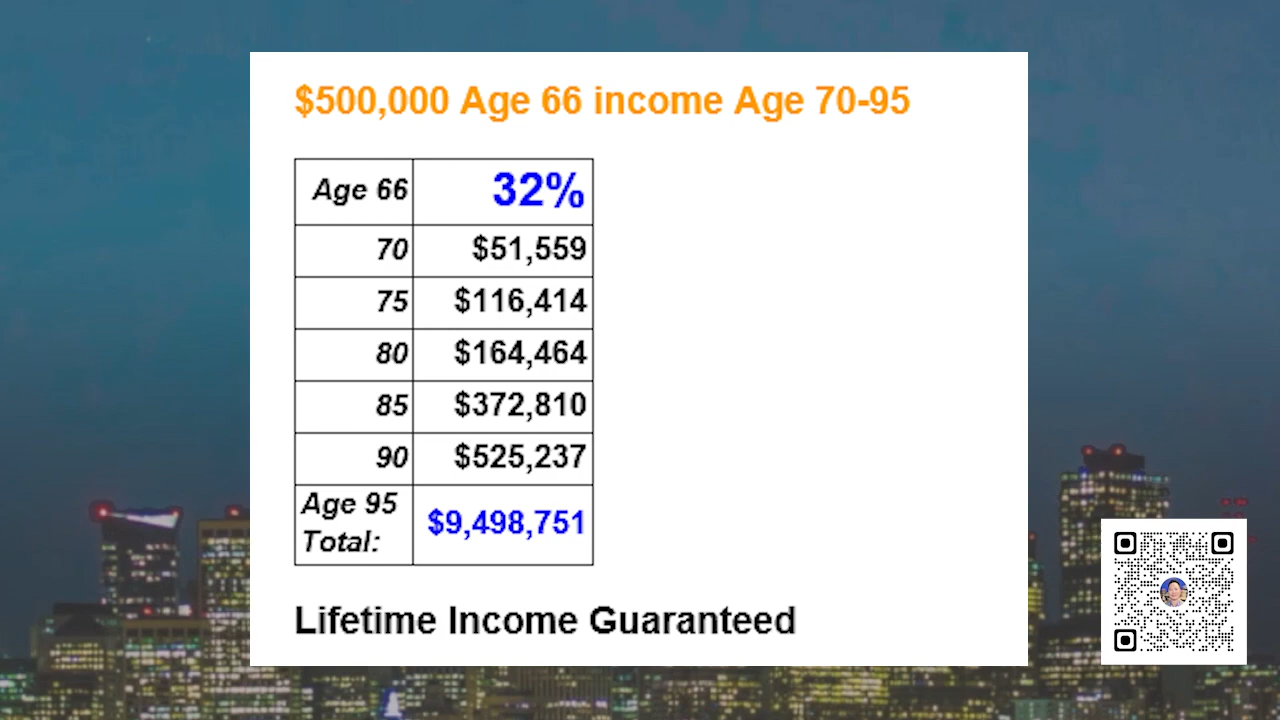 $500,000 Age 66 income Age 70-95
Age 66 32%
70 $51,559
75 $116,414
80 $164,464
85 $372,810
90 $525,237
Age 95
Total: $9,498,751
Lifetime Income Guaranteed